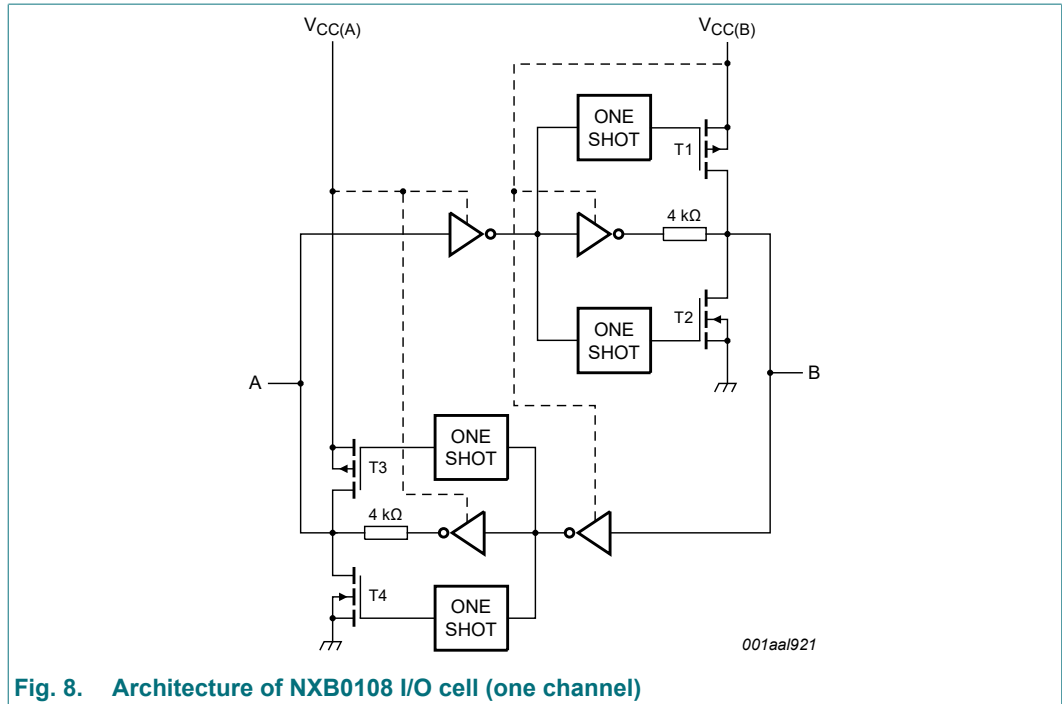 VCC(A)
VCC(B)
ONE
SHOT
T1
4 kΩ
ONE
SHOT
T2
A
B
ONE
SHOT
T3
4 kΩ
T4
ONE
SHOT
001aal921
Fig. 8. Architecture of NXB0108 I/O cell (one channel)